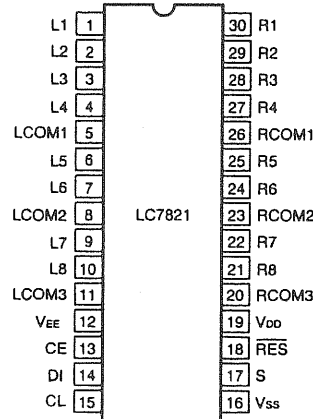 L1 1 30 R1
L2 2 29 R2
L3 3 28 R3
L4 4 27 R4
LCOM1 5 26 RCOM1
L5 6 25 R5
L6 7 24 R6
LCOM2 8 LC7821 23 RCOM2
L7 9 22 R7
L8 10 21 R8
LCOM3 11 20 RCOM3
VEE 12 19 VDD
CE 13 18 R̅E̅S̅
DI 14 17 S
CL 15 16 VSS